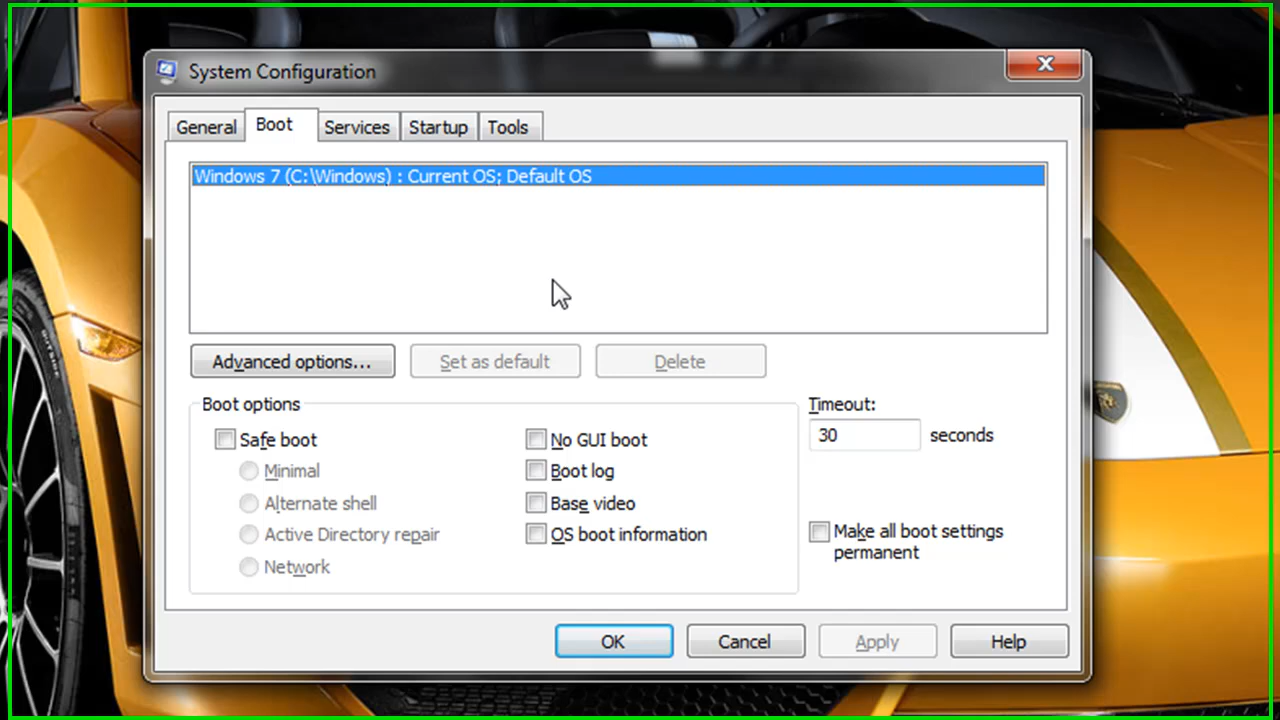 System Configuration
General Boot Services Startup Tools
Windows 7 (C:\Windows) : Current OS; Default OS
Advanced options... Set as default Delete
Boot options Timeout:
30 seconds
Safe boot No GUI boot
Minimal Boot log
Alternate shell Base video
Active Directory repair OS boot information
Make all boot settings
permanent
Network
OK Cancel Apply Help